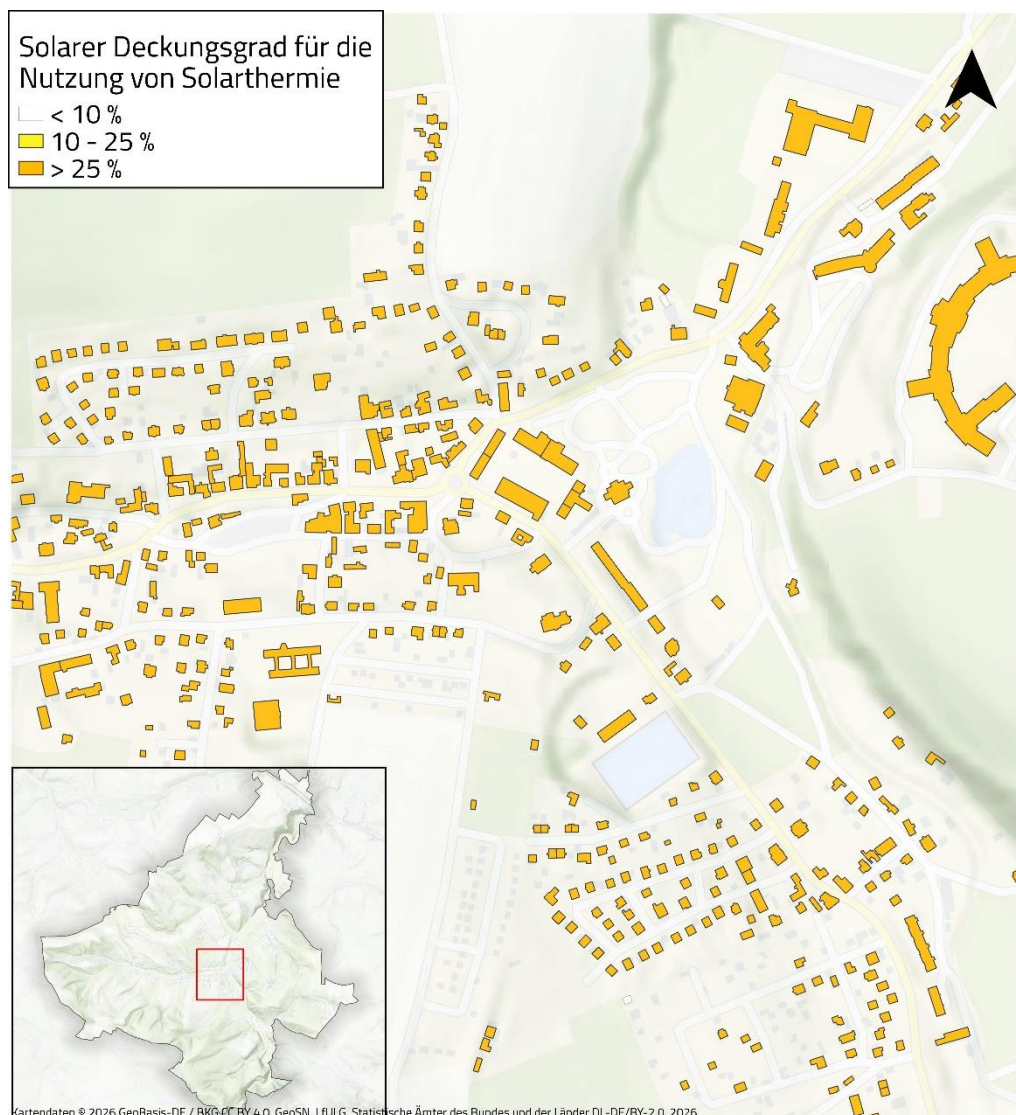 Solarer Deckungsgrad für die
Nutzung von Solarthermie
< 10 %
10 - 25 %
> 25 %
Kartendaten © 2026 GeoBasis-DE / BKG CC BY 4.0, GeoSN, LfULG, Statistische Ämter des Bundes und der Länder DL-DE/BY-2.0, 2026